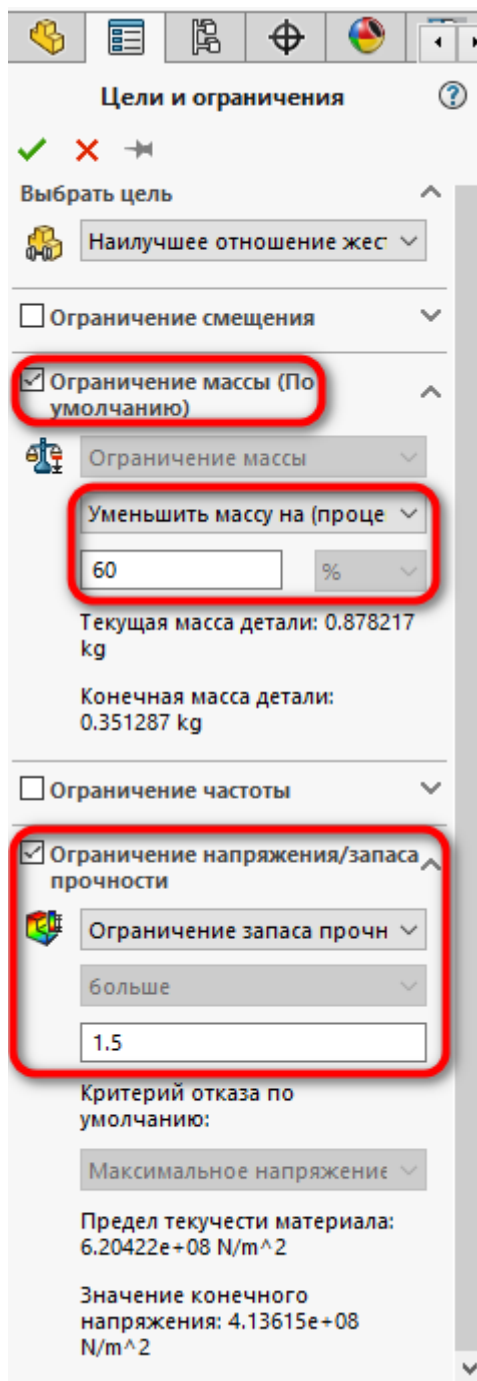 Цели и ограничения
Выбрать цель
Наилучшее отношение жес
Ограничение смещения
Ограничение массы (По
умолчанию)
Ограничение массы
Уменьшить массу на (проце
60
%
Текущая масса детали: 0.878217
kg
Конечная масса детали:
0.351287 kg
Ограничение частоты
Ограничение напряжения/запаса
прочности
Ограничение запаса прочн
больше
1.5
Критерий отказа по
умолчанию:
Максимальное напряжение
Предел текучести материала:
6.20422e+08 N/m^2
Значение конечного
напряжения: 4.13615e+08
N/m^2